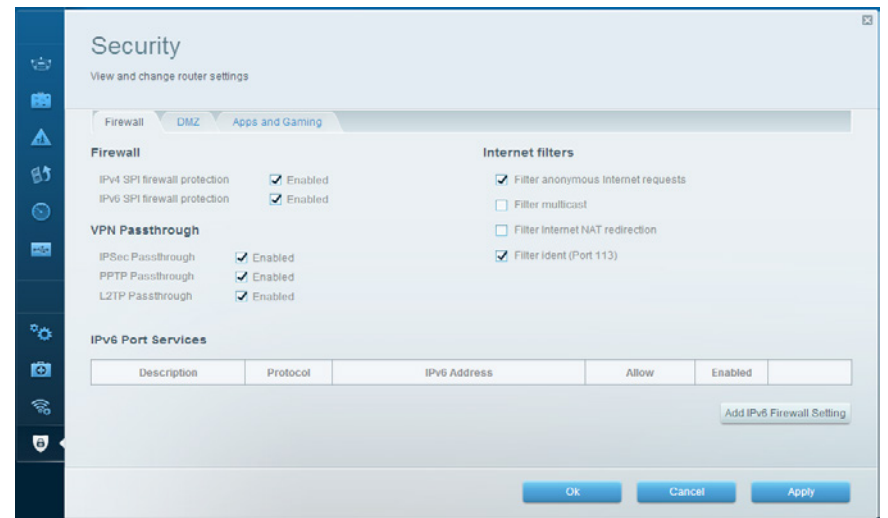 Security
View and change router settings
Firewall
DMZ
Apps and Gaming
Firewall
IPv4 SPI firewall protection Enabled
IPv6 SPI firewall protection Enabled
VPN Passthrough
IPSec Passthrough Enabled
PPTP Passthrough Enabled
L2TP Passthrough Enabled
Internet filters
Filter anonymous Internet requests
Filter multicast
Filter Internet NAT redirection
Filter ident (Port 113)
IPv6 Port Services
Description Protocol IPv6 Address Allow Enabled
Add IPv6 Firewall Setting
Ok Cancel Apply